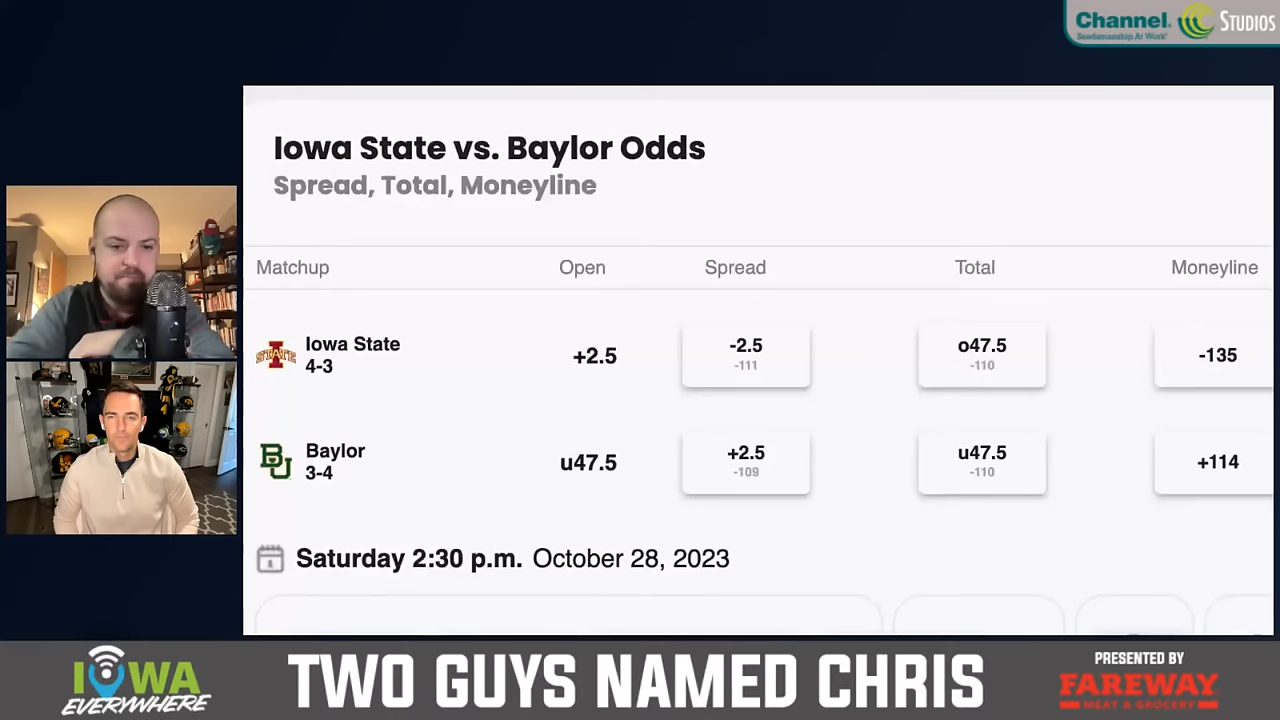 Channel.
Seedsmanship At Work®
STUDIOS
Iowa State vs. Baylor Odds
Spread, Total, Moneyline
Matchup Open Spread Total Moneyline
STATE
Iowa State
4-3
+2.5
-2.5
-111
o47.5
-110
-135
BU
Baylor
3-4
u47.5
+2.5
-109
u47.5
-110
+114
Saturday 2:30 p.m. October 28, 2023
IOWA
EVERYWHERE
TWO GUYS NAMED CHRIS
PRESENTED BY
FAREWAY
MEAT & GROCERY